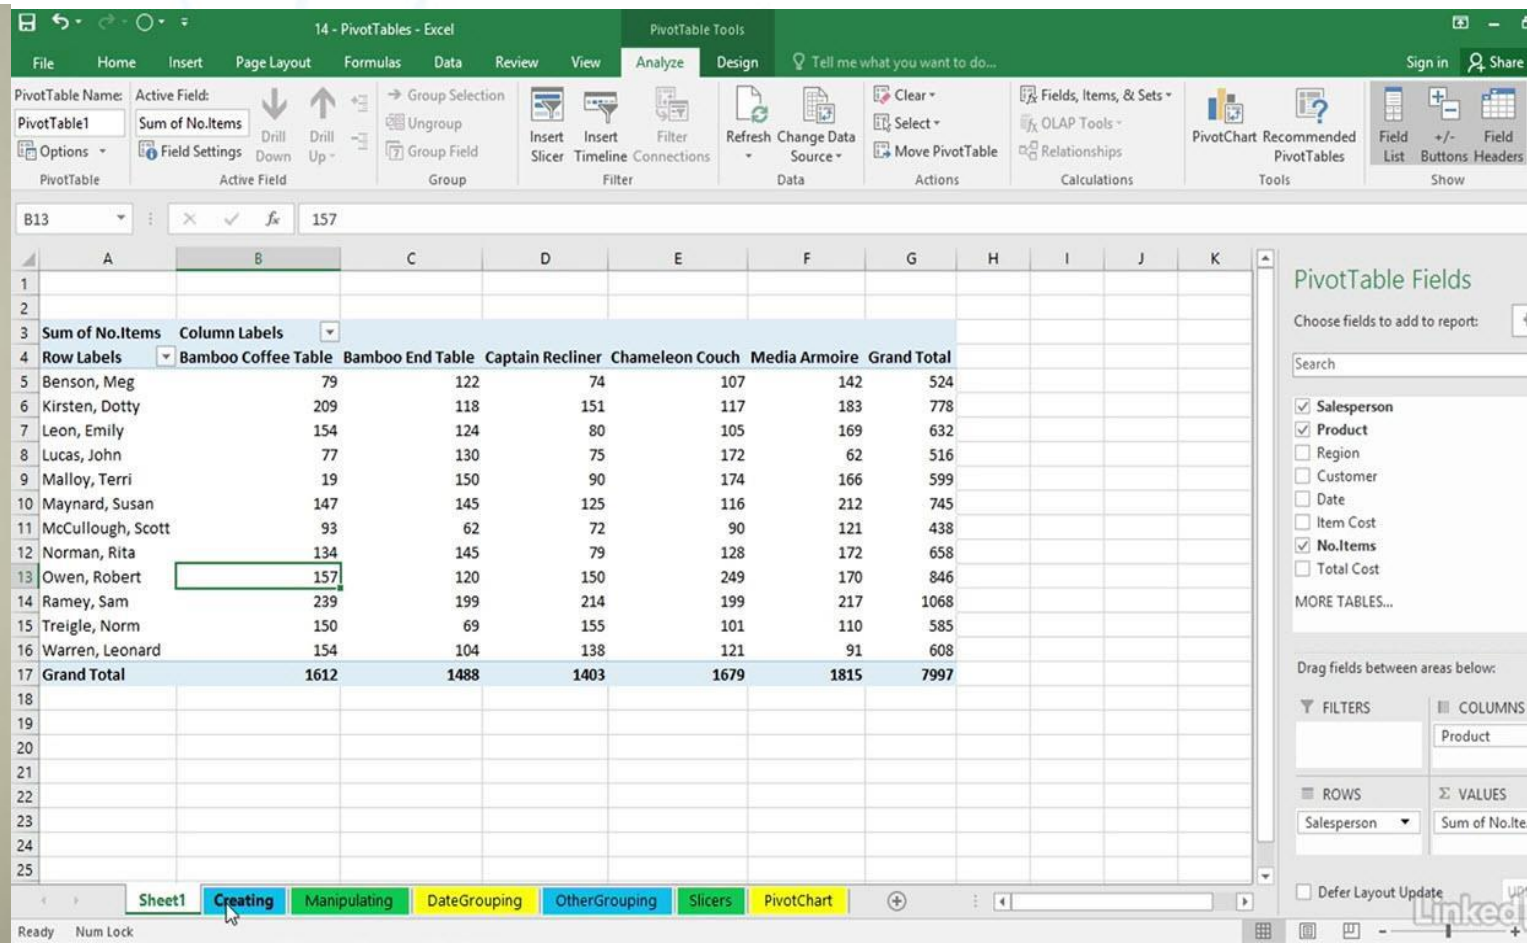 14 - PivotTables - Excel
PivotTable Tools
File Home Insert Page Layout Formulas Data Review View Analyze Design Tell me what you want to do... Sign in Share
PivotTable Name: Active Field:
PivotTable1 Sum of No.Items
Options Field Settings
Drill Down Drill Up
PivotTable Active Field
Group Selection
Ungroup
Group Field
Group
Insert Slicer Insert Timeline Filter Connections
Filter
Refresh Change Data Source
Data
Clear
Select
Move PivotTable
Actions
Fields, Items, & Sets
OLAP Tools
Relationships
Calculations
PivotChart Recommended PivotTables
Tools
Field List +/- Buttons Field Headers
Show
B13 fx 157
A B C D E F G H I J K
1
2
3 Sum of No.Items Column Labels
4 Row Labels Bamboo Coffee Table Bamboo End Table Captain Recliner Chameleon Couch Media Armoire Grand Total
5 Benson, Meg 79 122 74 107 142 524
6 Kirsten, Dotty 209 118 151 117 183 778
7 Leon, Emily 154 124 80 105 169 632
8 Lucas, John 77 130 75 172 62 516
9 Malloy, Terri 19 150 90 174 166 599
10 Maynard, Susan 147 145 125 116 212 745
11 McCullough, Scott 93 62 72 90 121 438
12 Norman, Rita 134 145 79 128 172 658
13 Owen, Robert 157 120 150 249 170 846
14 Ramey, Sam 239 199 214 199 217 1068
15 Treigle, Norm 150 69 155 101 110 585
16 Warren, Leonard 154 104 138 121 91 608
17 Grand Total 1612 1488 1403 1679 1815 7997
18
19
20
21
22
23
24
25
PivotTable Fields
Choose fields to add to report:
Search
Salesperson
Product
Region
Customer
Date
Item Cost
No.Items
Total Cost
MORE TABLES...
Drag fields between areas below:
FILTERS COLUMNS
Product
ROWS Σ VALUES
Salesperson Sum of No.Ite
Defer Layout Update
Linked
Sheet1 Creating Manipulating DateGrouping OtherGrouping Slicers PivotChart
Ready Num Lock